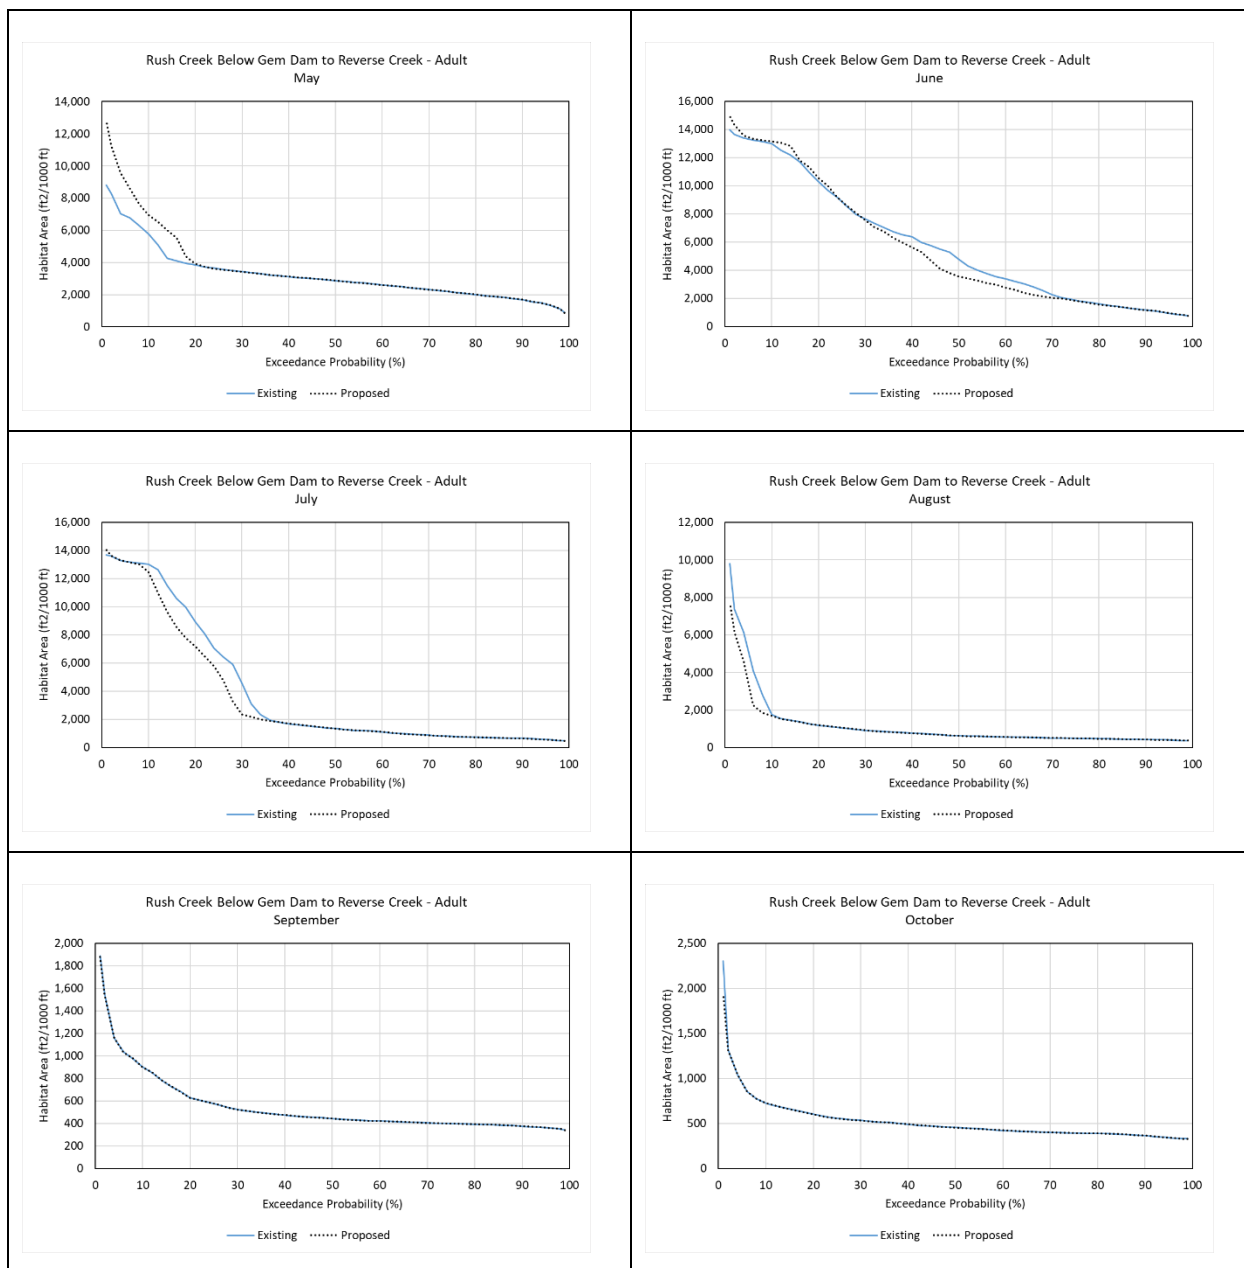 Rush Creek Below Gem Dam to Reverse Creek - Adult
May
Habitat Area (ft2/1000 ft)
14,000
12,000
10,000
8,000
6,000
4,000
2,000
0
0 10 20 30 40 50 60 70 80 90 100
Exceedance Probability (%)
Existing Proposed
Rush Creek Below Gem Dam to Reverse Creek - Adult
June
Habitat Area (ft2/1000 ft)
16,000
14,000
12,000
10,000
8,000
6,000
4,000
2,000
0
0 10 20 30 40 50 60 70 80 90 100
Exceedance Probability (%)
Existing Proposed
Rush Creek Below Gem Dam to Reverse Creek - Adult
July
Habitat Area (ft2/1000 ft)
16,000
14,000
12,000
10,000
8,000
6,000
4,000
2,000
0
0 10 20 30 40 50 60 70 80 90 100
Exceedance Probability (%)
Existing Proposed
Rush Creek Below Gem Dam to Reverse Creek - Adult
August
Habitat Area (ft2/1000 ft)
12,000
10,000
8,000
6,000
4,000
2,000
0
0 10 20 30 40 50 60 70 80 90 100
Exceedance Probability (%)
Existing Proposed
Rush Creek Below Gem Dam to Reverse Creek - Adult
September
Habitat Area (ft2/1000 ft)
2,000
1,800
1,600
1,400
1,200
1,000
800
600
400
200
0
0 10 20 30 40 50 60 70 80 90 100
Exceedance Probability (%)
Existing Proposed
Rush Creek Below Gem Dam to Reverse Creek - Adult
October
Habitat Area (ft2/1000 ft)
2,500
2,000
1,500
1,000
500
0
0 10 20 30 40 50 60 70 80 90 100
Exceedance Probability (%)
Existing Proposed